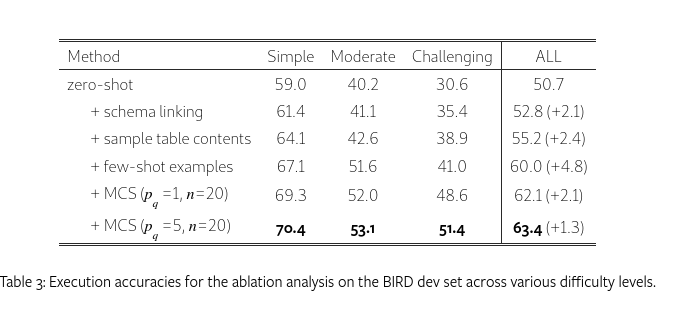 Method Simple Moderate Challenging ALL
zero-shot 59.0 40.2 30.6 50.7
+ schema linking 61.4 41.1 35.4 52.8 (+2.1)
+ sample table contents 64.1 42.6 38.9 55.2 (+2.4)
+ few-shot examples 67.1 51.6 41.0 60.0 (+4.8)
+ MCS (pq =1, n=20) 69.3 52.0 48.6 62.1 (+2.1)
+ MCS (pq =5, n=20) 70.4 53.1 51.4 63.4 (+1.3)
Table 3: Execution accuracies for the ablation analysis on the BIRD dev set across various difficulty levels.